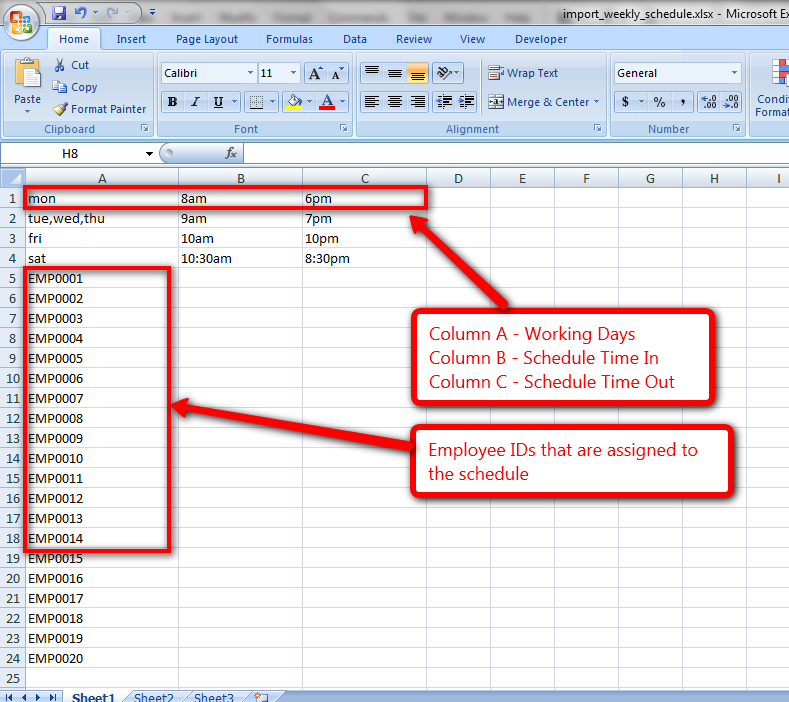 import_weekly_schedule.xlsx - Microsoft Ex
Home Insert Page Layout Formulas Data Review View Developer
Paste
Cut
Copy
Format Painter
Clipboard
Calibri 11
B I U
Font
Wrap Text
Merge & Center
Alignment
General
$ % ,
Number
Condi
Format
H8 fx
A B C D E F G H I
1 mon 8am 6pm
2 tue,wed,thu 9am 7pm
3 fri 10am 10pm
4 sat 10:30am 8:30pm
5 EMP0001
6 EMP0002
7 EMP0003
8 EMP0004
9 EMP0005
10 EMP0006
11 EMP0007
12 EMP0008
13 EMP0009
14 EMP0010
15 EMP0011
16 EMP0012
17 EMP0013
18 EMP0014
19 EMP0015
20 EMP0016
21 EMP0017
22 EMP0018
23 EMP0019
24 EMP0020
25
Column A - Working Days
Column B - Schedule Time In
Column C - Schedule Time Out
Employee IDs that are assigned to
the schedule
Sheet1 Sheet2 Sheet3